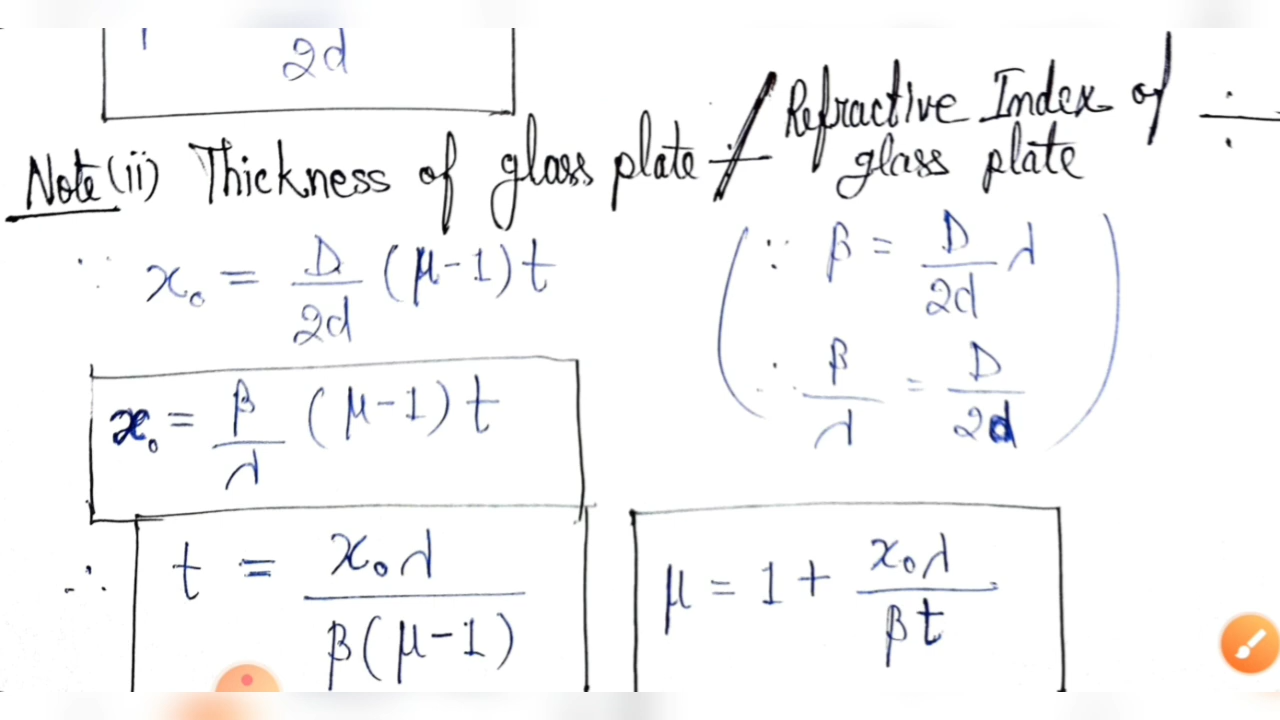 2d
Note (ii) Thickness of glass plate / Refractive Index of glass plate :-
∵ x₀ = D/2d (μ-1)t
(∵ β = D/2d λ
∴ β/λ = D/2d)
x₀ = β/λ (μ-1)t
∴ t = x₀λ/β(μ-1)
μ = 1 + x₀λ/βt